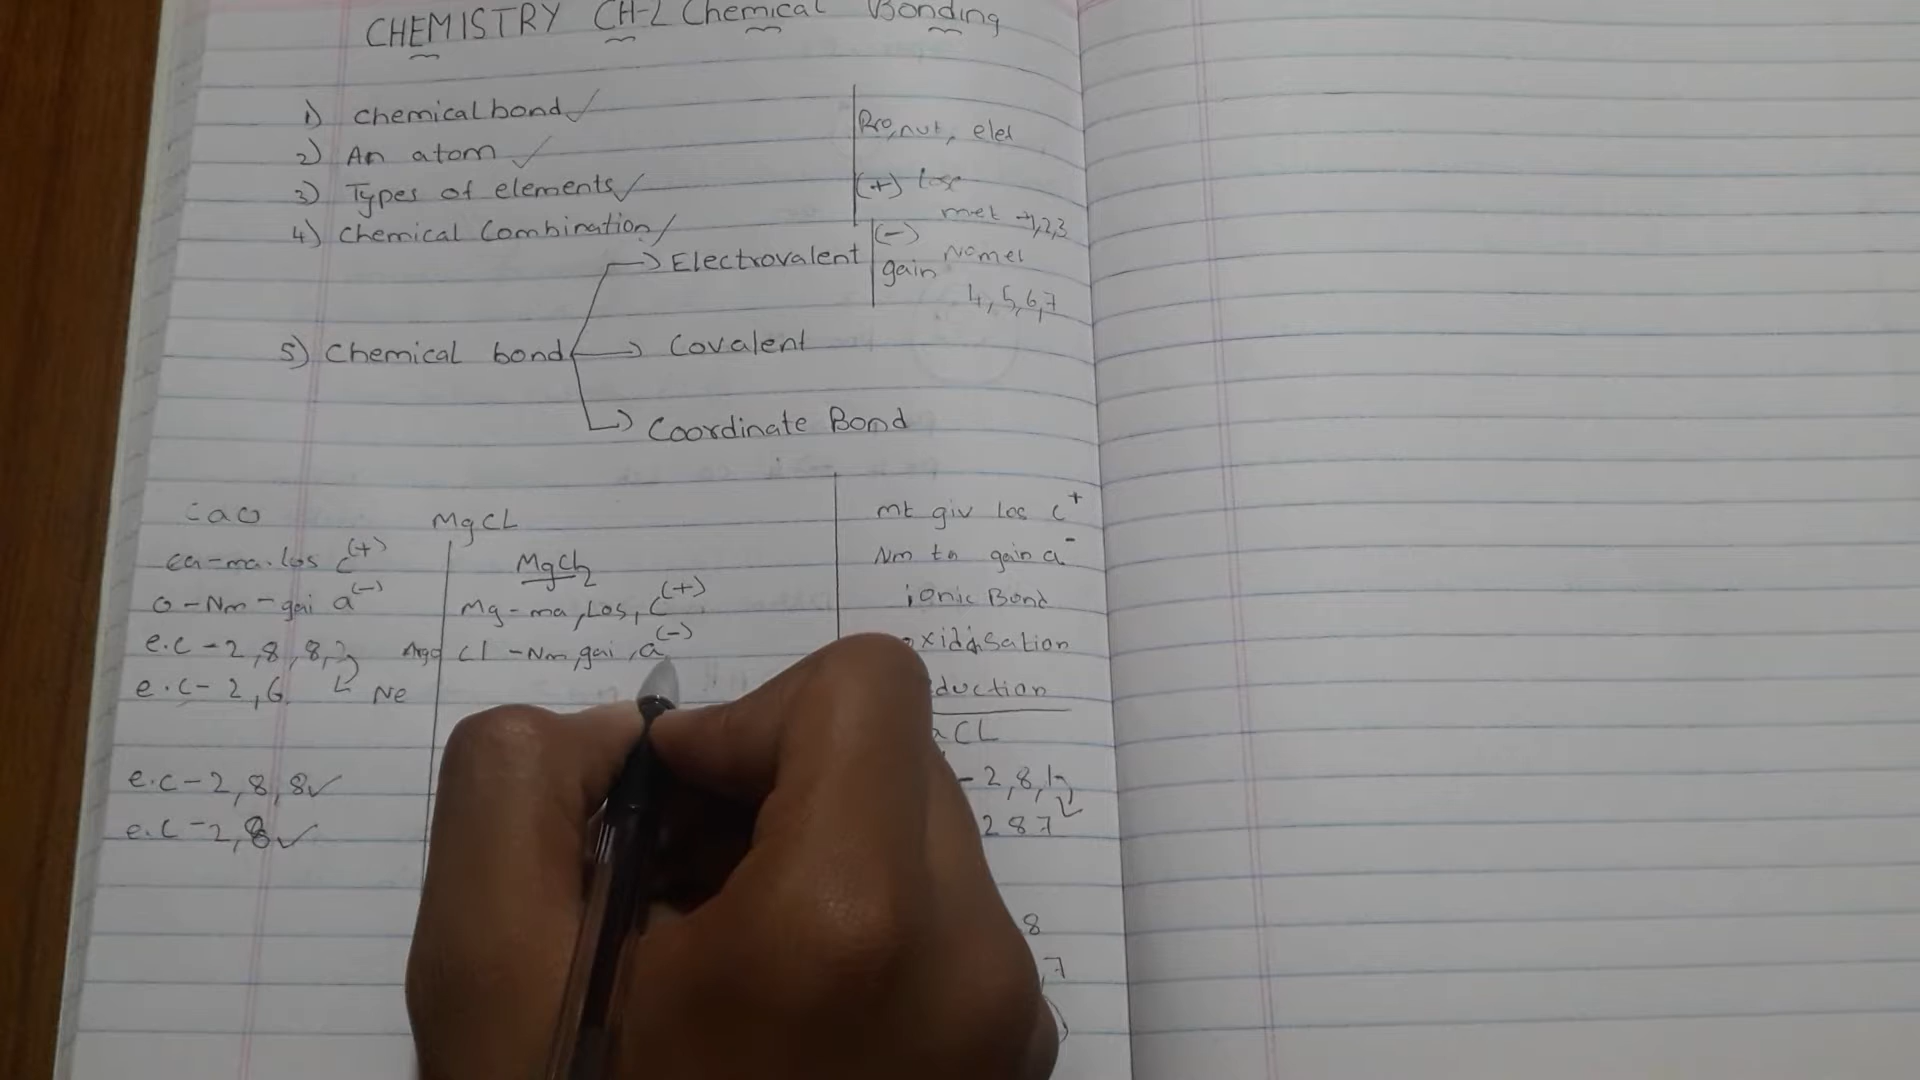 CHEMISTRY CH-2 Chemical Bonding
1) Chemical bond ✓
2) An atom ✓
3) Types of elements ✓
4) Chemical Combination
→ Electrovalent
5) Chemical bond → Covalent
→ Coordinate Bond
Pro, nut, elel
(+) lose
met → 1,2,3
(-) Nomet
gain
4, 5, 6, 7
CaO
Ca - ma. los C(+)
O - Nm - gai a(-)
e.c - 2, 8, 8, 2
e.c - 2, 6 Ne
e.c - 2, 8, 8 ✓
e.c - 2, 8 ✓
MgCL
MgCl2
Mg - ma, Los, C(+)
Cl - Nm, gai, a(-)
mt giv Los C+
Nm tn gain a-
ionic Bond
oxidisation
duction
CL
- 2, 8, 1
2 8 7
8
, 7